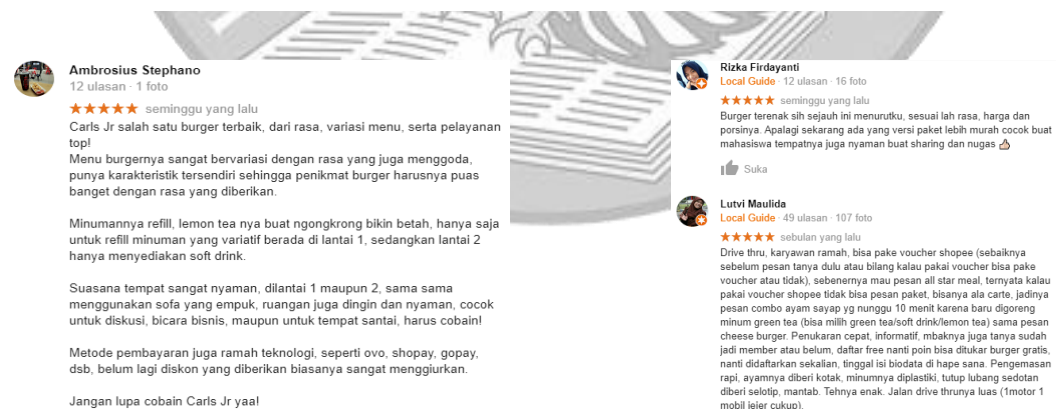 Ambrosius Stephano
12 ulasan · 1 foto
★★★★★ seminggu yang lalu
Carls Jr salah satu burger terbaik, dari rasa, variasi menu, serta pelayanan
top!
Menu burgernya sangat bervariasi dengan rasa yang juga menggoda,
punya karakteristik tersendiri sehingga penikmat burger harusnya puas
banget dengan rasa yang diberikan.
Minumannya refill, lemon tea nya buat ngongkrong bikin betah, hanya saja
untuk refill minuman yang variatif berada di lantai 1, sedangkan lantai 2
hanya menyediakan soft drink.
Suasana tempat sangat nyaman, dilantai 1 maupun 2, sama sama
menggunakan sofa yang empuk, ruangan juga dingin dan nyaman, cocok
untuk diskusi, bicara bisnis, maupun untuk tempat santai, harus cobain!
Metode pembayaran juga ramah teknologi, seperti ovo, shopay, gopay,
dsb, belum lagi diskon yang diberikan biasanya sangat menggiurkan.
Jangan lupa cobain Carls Jr yaa!
Rizka Firdayanti
Local Guide · 12 ulasan · 16 foto
★★★★★ seminggu yang lalu
Burger terenak sih sejauh ini menurutku, sesuai lah rasa, harga dan
porsinya. Apalagi sekarang ada yang versi paket lebih murah cocok buat
mahasiswa tempatnya juga nyaman buat sharing dan nugas 👍
Suka
Lutvi Maulida
Local Guide · 49 ulasan · 107 foto
★★★★★ sebulan yang lalu
Drive thru, karyawan ramah, bisa pake voucher shopee (sebaiknya
sebelum pesan tanya dulu atau bilang kalau pakai voucher bisa pake
voucher atau tidak), sebenernya mau pesan all star meal, ternyata kalau
pakai voucher shopee tidak bisa pesan paket, bisanya ala carte, jadinya
pesan combo ayam sayap yg nunggu 10 menit karena baru digoreng
minum green tea (bisa milih green tea/soft drink/lemon tea) sama pesan
cheese burger. Penukaran cepat, informatif, mbaknya juga tanya sudah
jadi member atau belum, daftar free nanti poin bisa ditukar burger gratis,
nanti didaftarkan sekalian, tinggal isi biodata di hape sana. Pengemasan
rapi, ayamnya diberi kotak, minumnya diplastiki, tutup lubang sedotan
diberi selotip, mantab. Tehnya enak. Jalan drive thrunya luas (1motor 1
mobil jejer cukup).